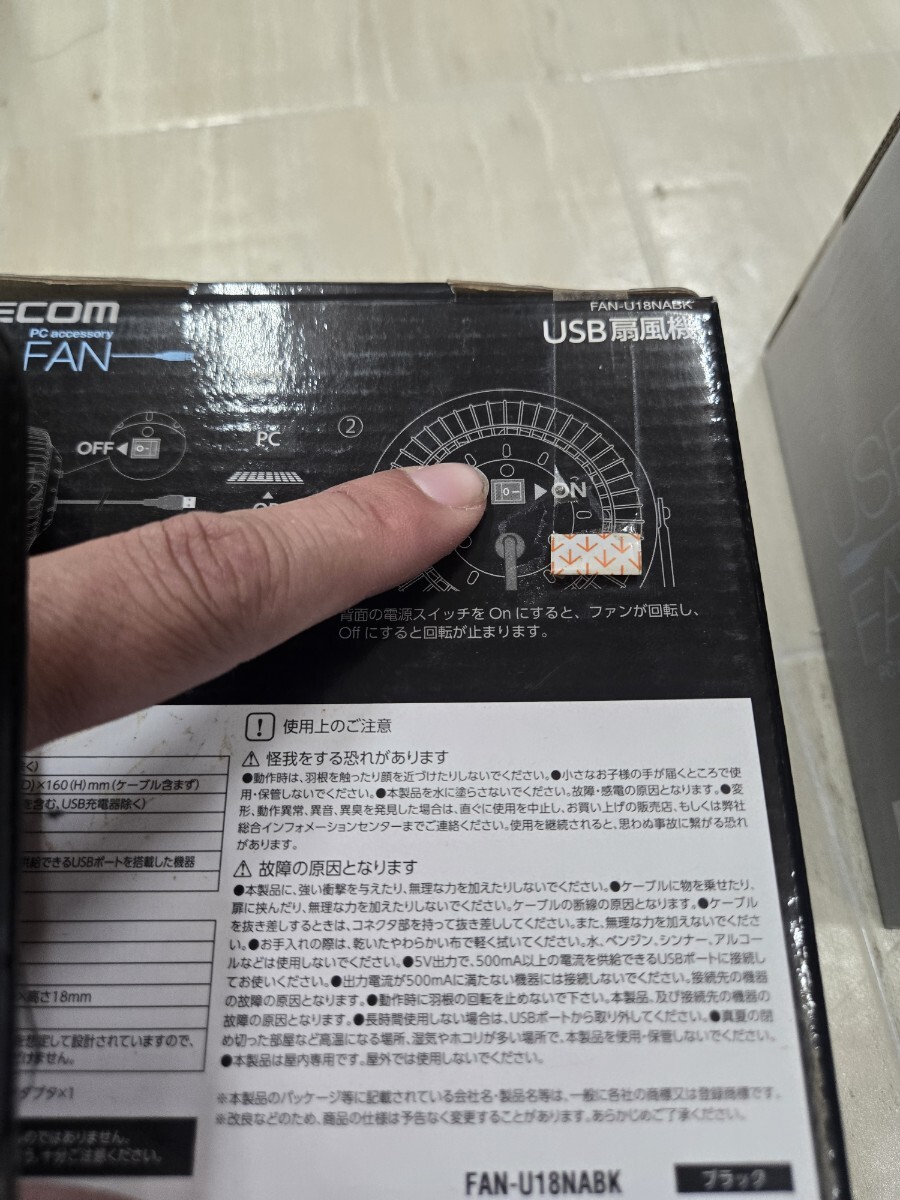 ECOM
PC accessory
FAN
FAN-U18NABK
USB 扇風機
OFF
PC
②
ON
背面の電源スイッチを On にすると、ファンが回転し、
Off にすると回転が止まります。
使用上のご注意
怪我をする恐れがあります
●動作時は、羽根を触ったり顔を近づけたりしないでください。●小さなお子様の手が届くところで使
用・保管しないでください。●本製品を水に塗らさないでください。故障・感電の原因となります。●変
形、動作異常、異音、異臭を発見した場合は、直ぐに使用を中止し、お買い上げの販売店、もしくは弊社
総合インフォメーションセンターまでご連絡ください。使用を継続されると、思わぬ事故に繋がる恐れ
があります。
故障の原因となります
●本製品に、強い衝撃を与えたり、無理な力を加えたりしないでください。●ケーブルに物を乗せたり、
扉に挟んだり、無理な力を加えたりしないでください。ケーブルの断線の原因となります。●ケーブル
を抜き差しするときは、コネクタ部を持って抜き差ししてください。また、無理な力を加えないでくださ
い。●お手入れの際は、乾いたやわらかい布で軽く拭いてください。水、ベンジン、シンナー、アルコー
ルなどは使用しないでください。●5V出力で、500mA以上の電流を供給できるUSBポートに接続し
てお使いください。●出力電流が500mAに満たない機器には接続しないでください。接続先の機器
の故障の原因となります。●動作時に羽根の回転を止めないで下さい。本製品、及び接続先の機器の
故障の原因となります。●長時間使用しない場合は、USBポートから取り外してください。●真夏の閉
め切った部屋など高温になる場所、湿気やホコリが多い場所で、本製品を使用・保管しないでください。
●本製品は屋内専用です。屋外では使用しないでください。
※本製品のパッケージ等に記載されている会社名・製品名等は、一般に各社の商標又は登録商標です。
※改良などのため、商品の仕様は予告なく変更することがあります。あらかじめご了承ください。
FAN-U18NABK
ブラック
く)
D)×160(H)mm(ケーブル含まず)
を含む、USB充電器除く)
供給できるUSBポートを搭載した機器
×高さ18mm
を想定して設計されていますので、
けません。
ダプタ×1
のではありません。
う、十分ご注意ください。